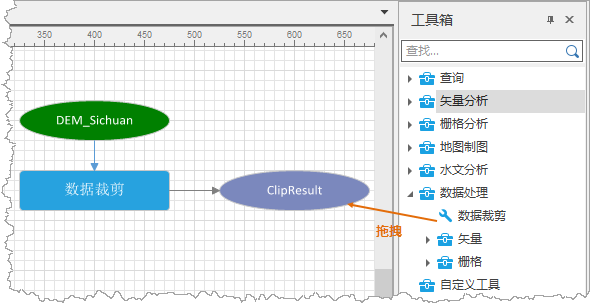 350 400 450 500 550 600 650
DEM_Sichuan
数据裁剪
ClipResult
拖拽
工具箱
查找...
查询
矢量分析
栅格分析
地图制图
水文分析
数据处理
数据裁剪
矢量
栅格
自定义工具